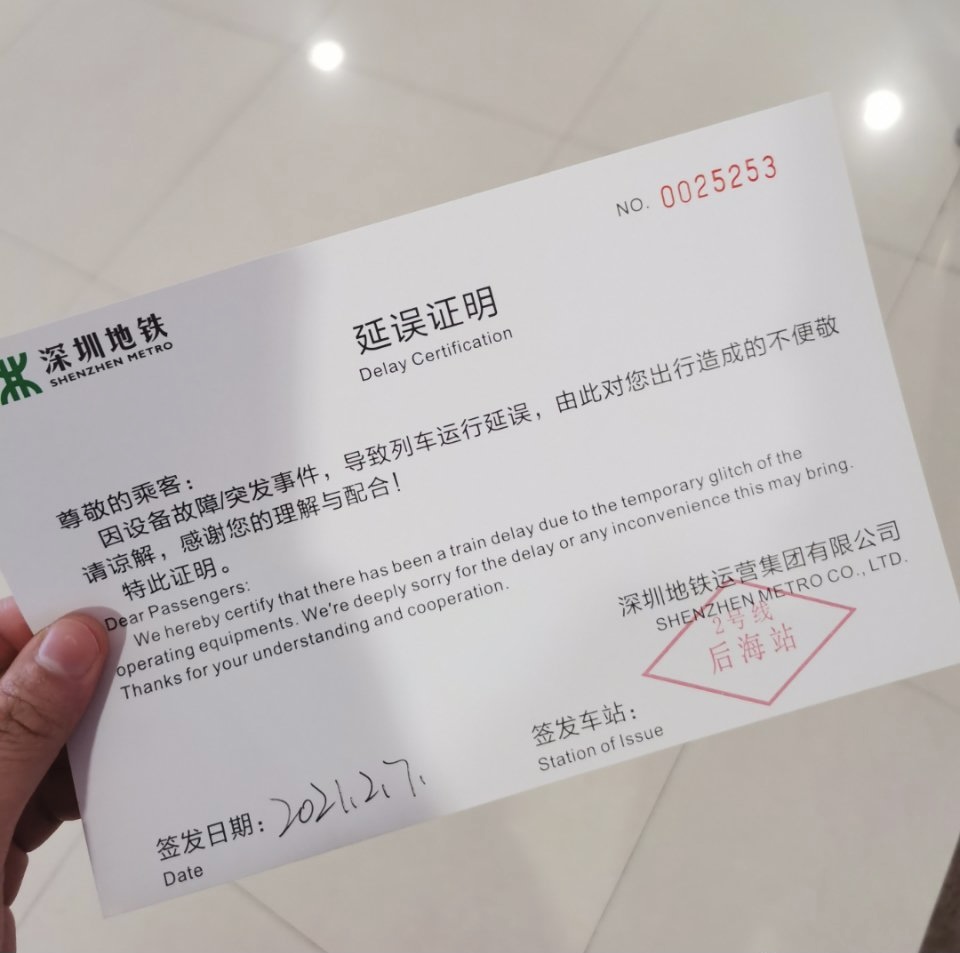 NO. 0025253
深圳地铁
SHENZHEN METRO
延误证明
Delay Certification
尊敬的乘客：
因设备故障/突发事件，导致列车运行延误，由此对您出行造成的不便敬
请谅解，感谢您的理解与配合！
特此证明。
Dear Passengers:
We hereby certify that there has been a train delay due to the temporary glitch of the
operating equipments. We're deeply sorry for the delay or any inconvenience this may bring.
Thanks for your understanding and cooperation.
深圳地铁运营集团有限公司
SHENZHEN METRO CO., LTD.
2号线
后海站
签发车站：
Station of Issue
签发日期：2021.2.7.
Date